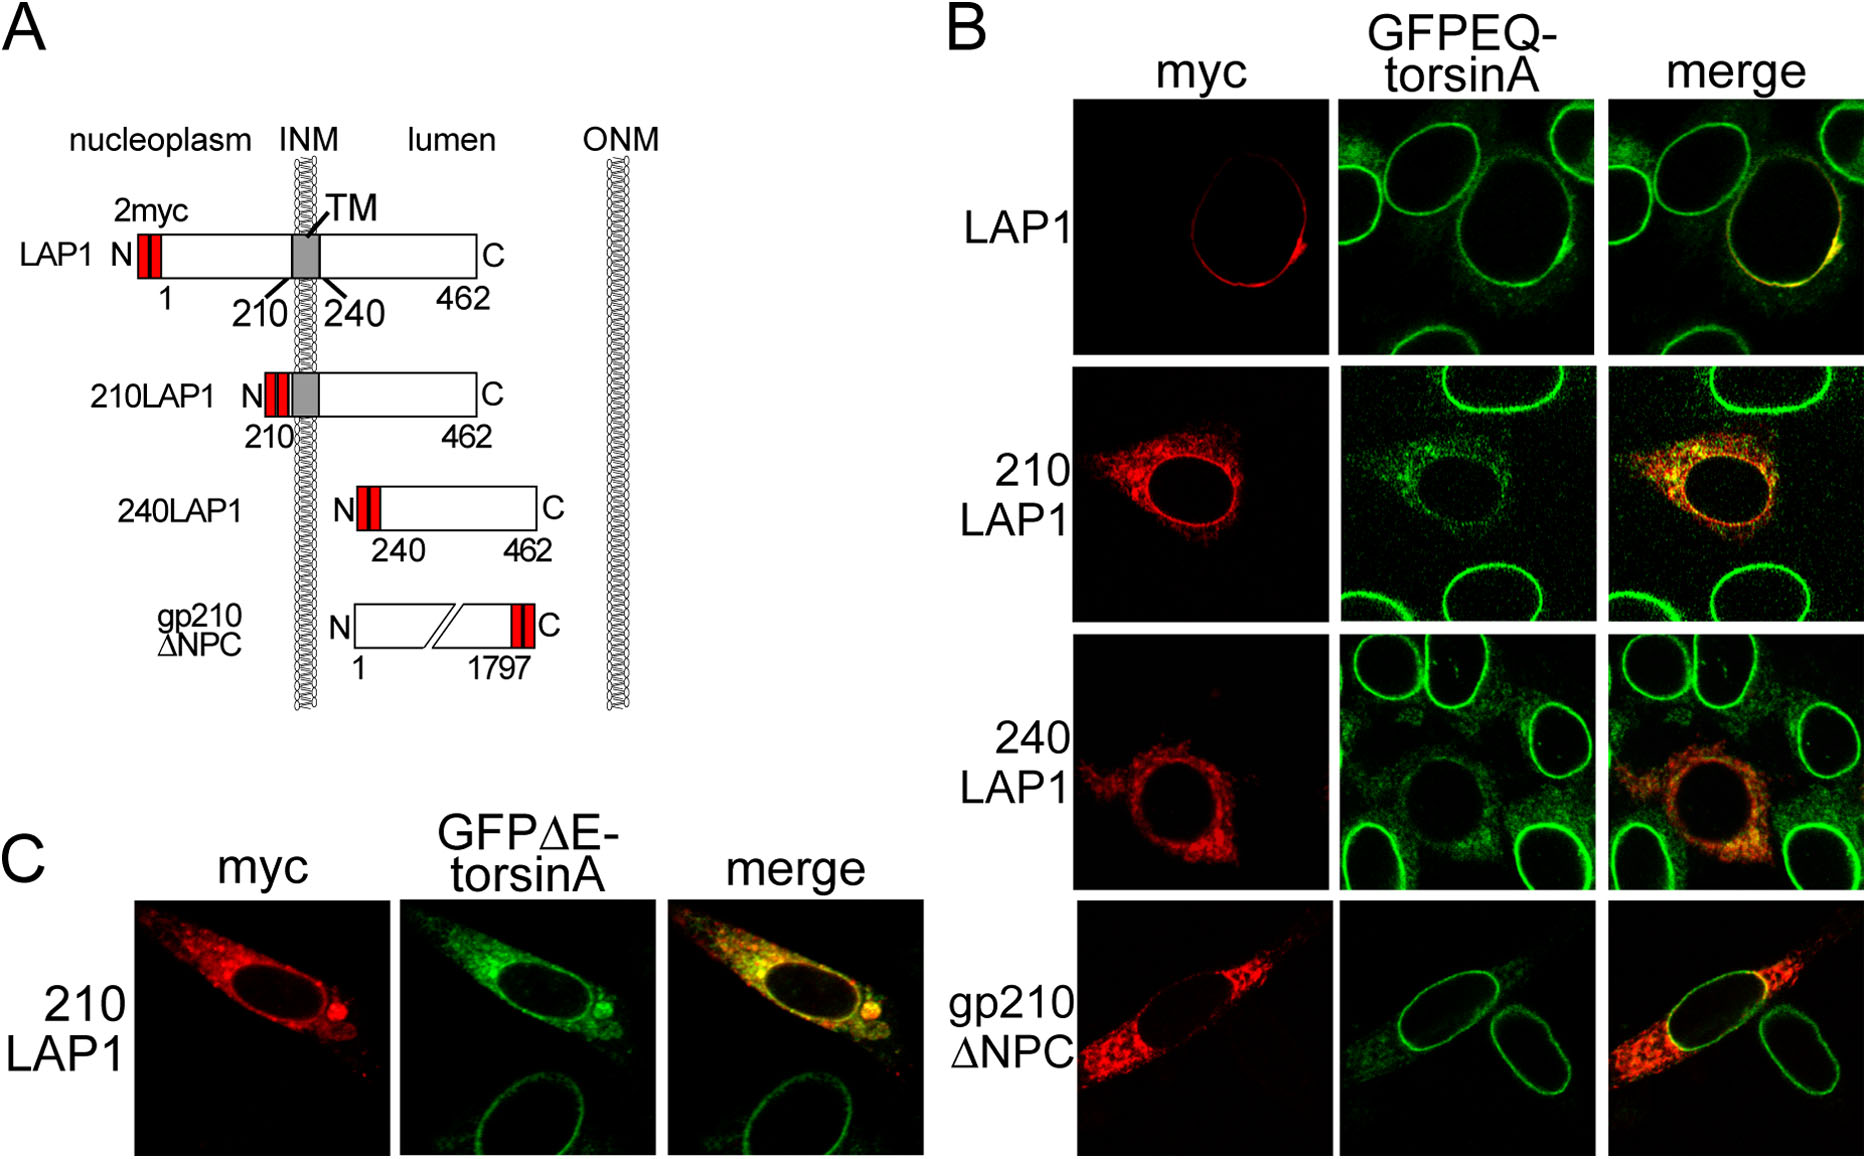 A
nucleoplasm INM lumen ONM
2myc TM
LAP1 N C
1 210 240 462
210LAP1 N C
210 462
240LAP1 N C
240 462
gp210
ΔNPC N C
1 1797
B
myc GFPEQ-
torsinA merge
LAP1
210
LAP1
240
LAP1
gp210
ΔNPC
C
myc GFPΔE-
torsinA merge
210
LAP1